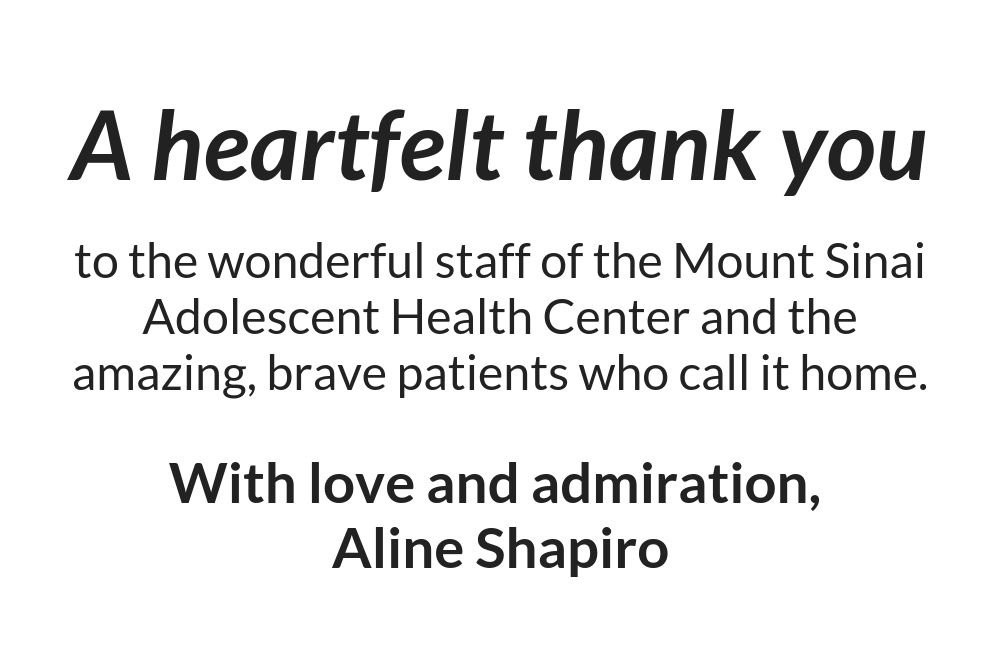 A heartfelt thank you
to the wonderful staff of the Mount Sinai
Adolescent Health Center and the
amazing, brave patients who call it home.
With love and admiration,
Aline Shapiro